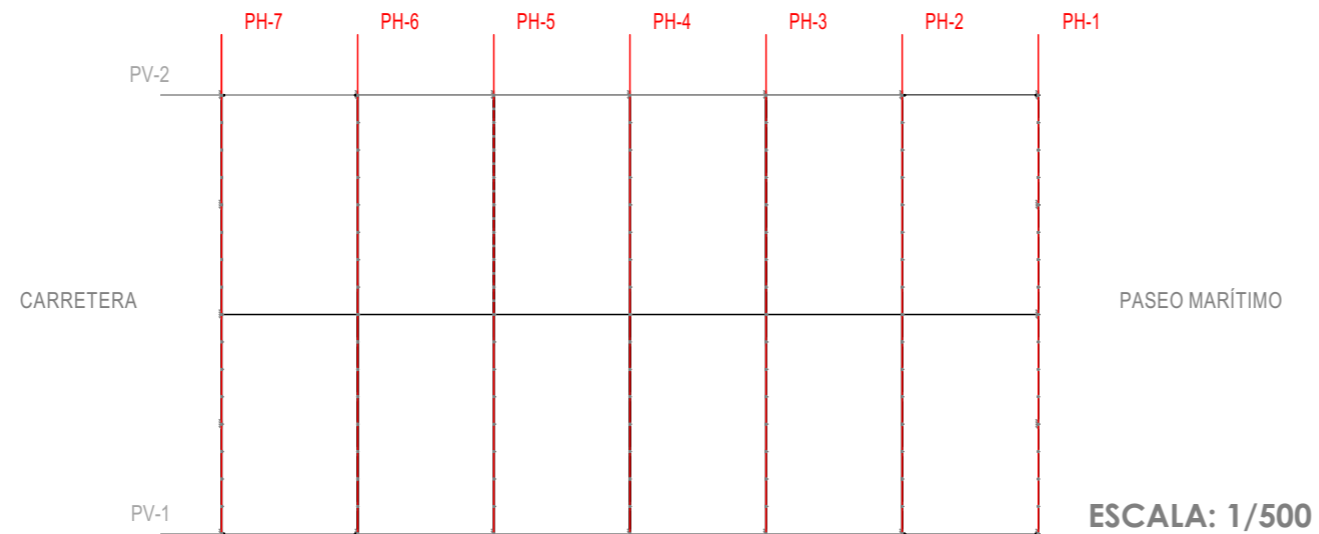 PH-7 PH-6 PH-5 PH-4 PH-3 PH-2 PH-1
PV-2
CARRETERA PASEO MARÍTIMO
PV-1
ESCALA: 1/500